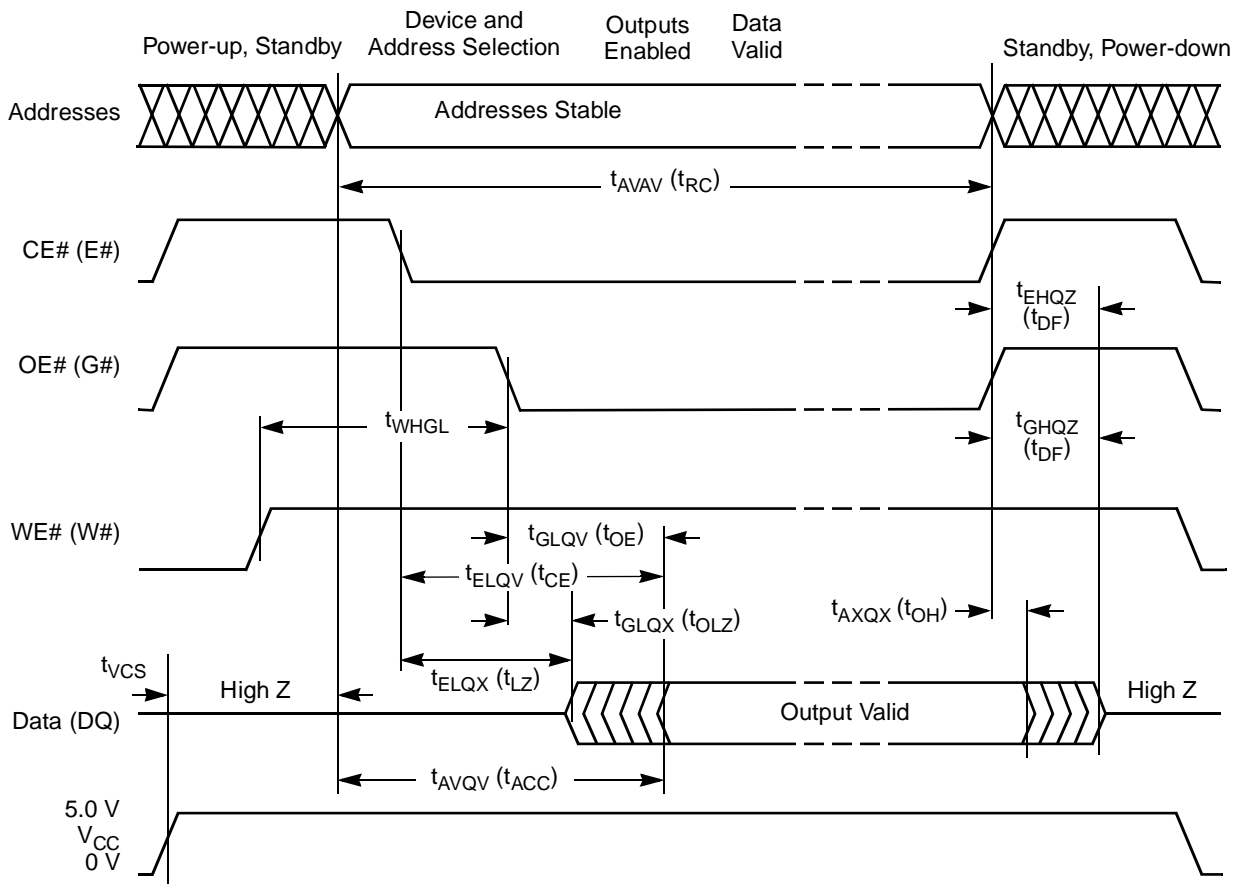 Power-up, Standby
Device and
Address Selection
Outputs
Enabled
Data
Valid
Standby, Power-down
Addresses
Addresses Stable
tAVAV (tRC)
CE# (E#)
tEHQZ
(tDF)
OE# (G#)
tWHGL
tGHQZ
(tDF)
WE# (W#)
tGLQV (tOE)
tELQV (tCE)
tGLQX (tOLZ)
tAXQX (tOH)
tVCS
High Z
tELQX (tLZ)
High Z
Data (DQ)
Output Valid
tAVQV (tACC)
5.0 V
VCC
0 V